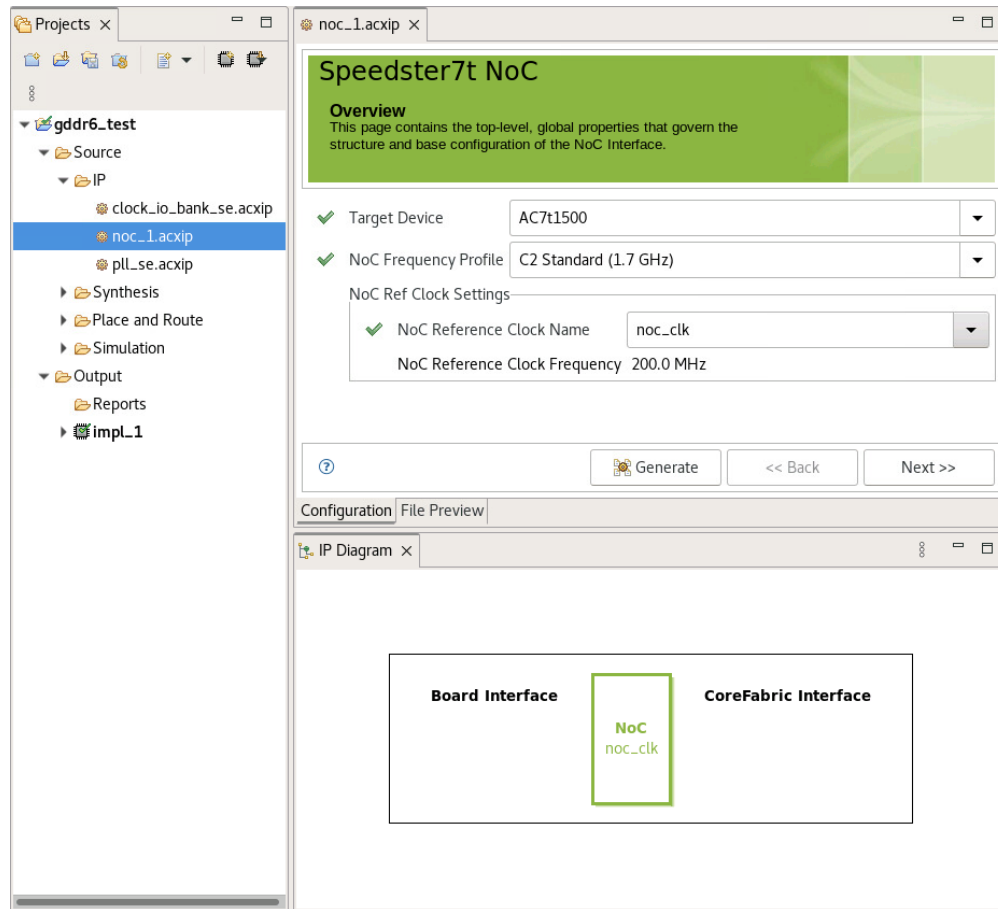 Projects
gddr6_test
Source
IP
clock_io_bank_se.acxip
noc_1.acxip
pll_se.acxip
Synthesis
Place and Route
Simulation
Output
Reports
impl_1
noc_1.acxip
Speedster7t NoC
Overview
This page contains the top-level, global properties that govern the
structure and base configuration of the NoC Interface.
Target Device AC7t1500
NoC Frequency Profile C2 Standard (1.7 GHz)
NoC Ref Clock Settings
NoC Reference Clock Name noc_clk
NoC Reference Clock Frequency 200.0 MHz
Generate << Back Next >>
Configuration File Preview
IP Diagram
Board Interface CoreFabric Interface
NoC
noc_clk